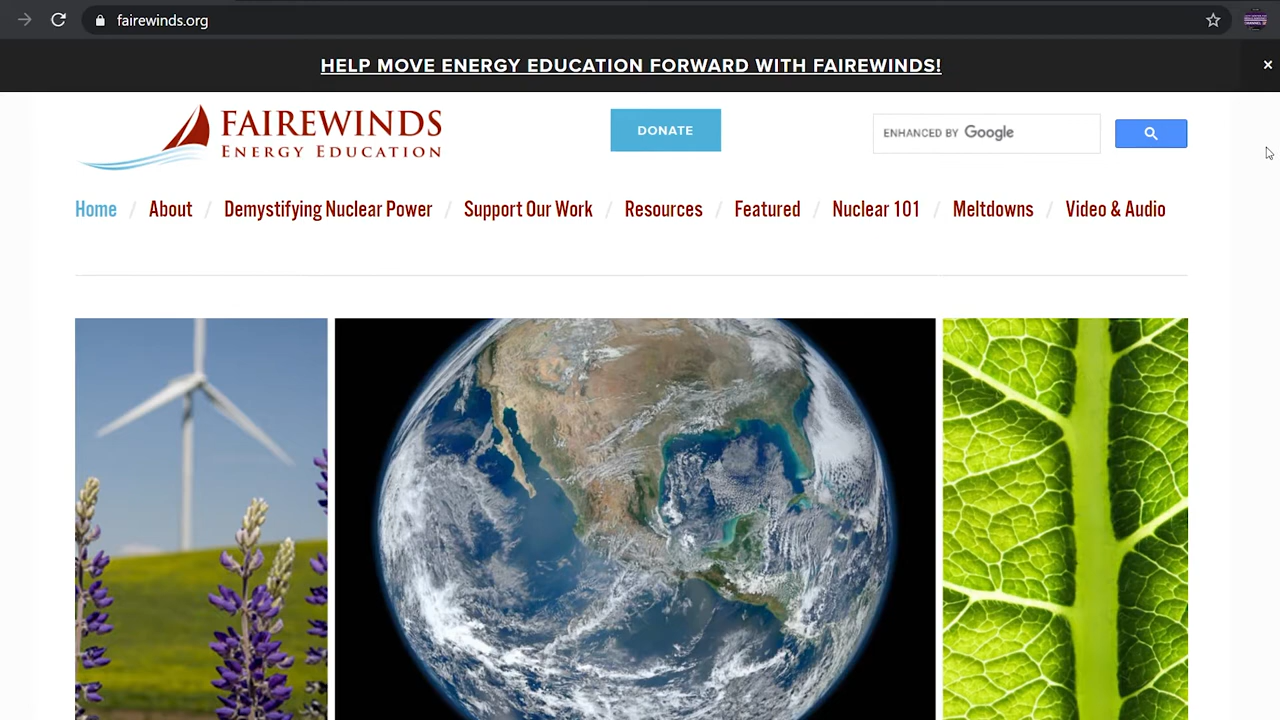 fairewinds.org
HELP MOVE ENERGY EDUCATION FORWARD WITH FAIREWINDS!
FAIREWINDS
ENERGY EDUCATION
DONATE
ENHANCED BY Google
Home / About / Demystifying Nuclear Power / Support Our Work / Resources / Featured / Nuclear 101 / Meltdowns / Video & Audio